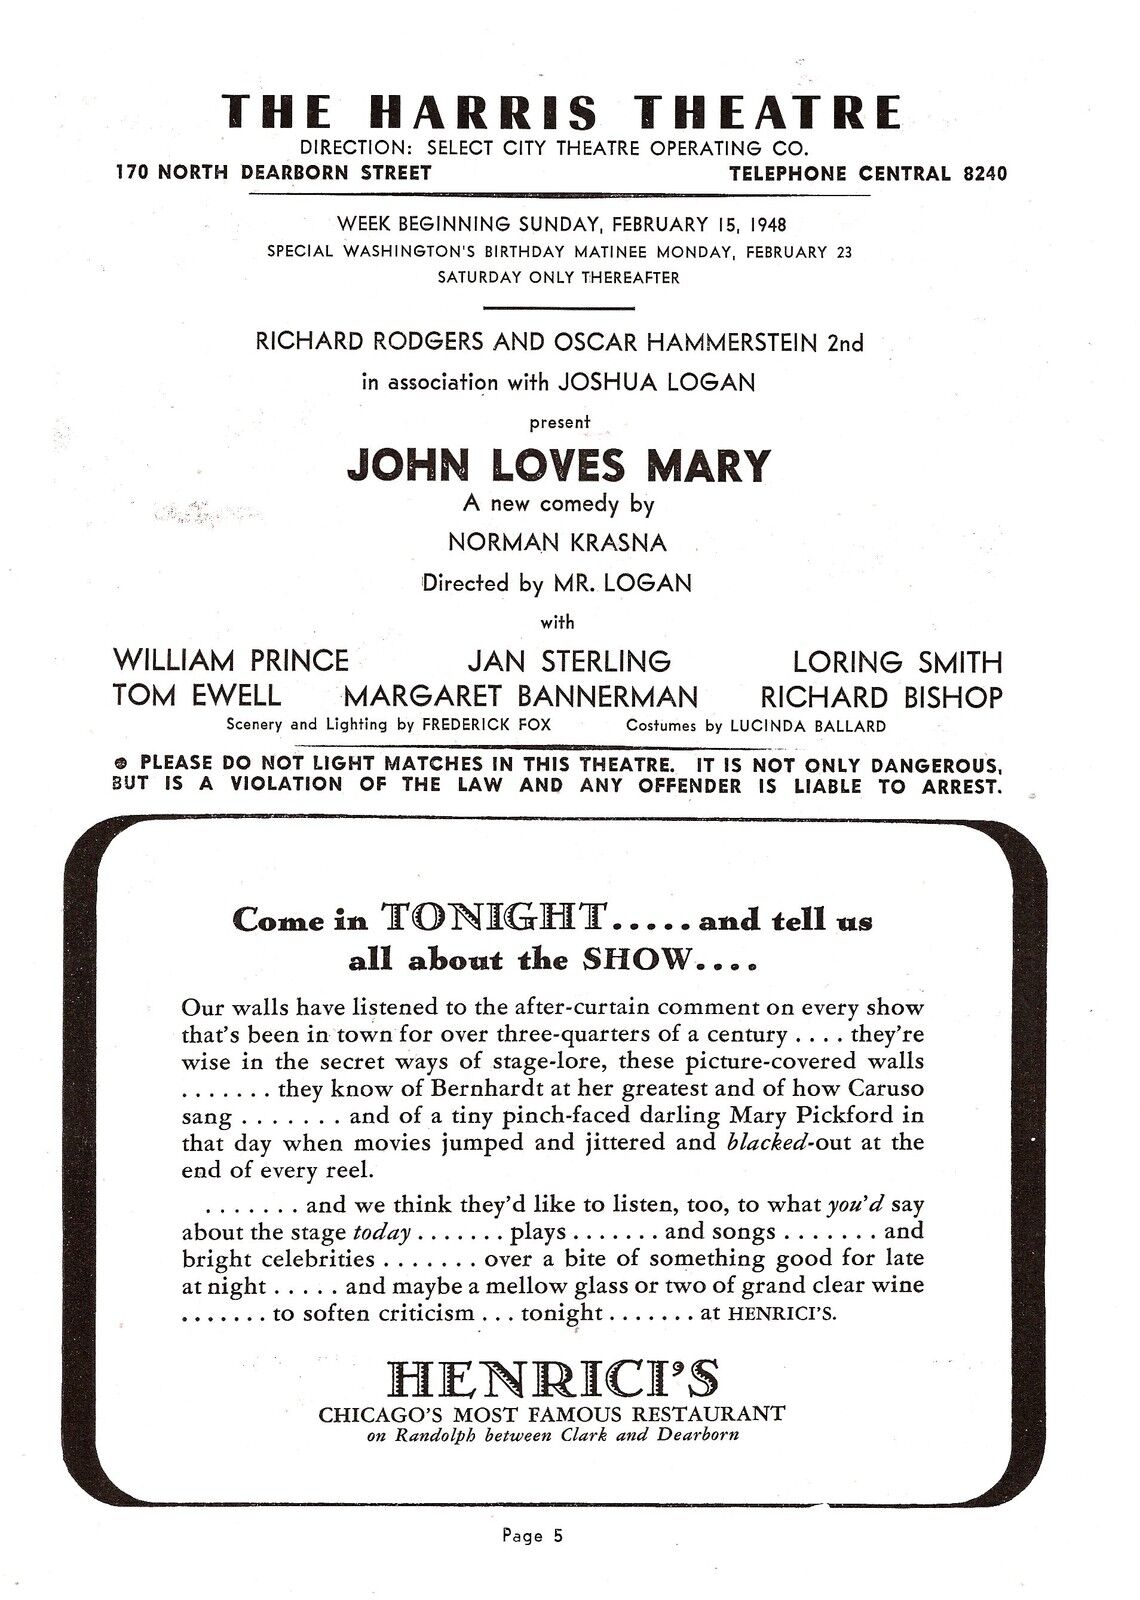 THE HARRIS THEATRE
DIRECTION: SELECT CITY THEATRE OPERATING CO.
170 NORTH DEARBORN STREET TELEPHONE CENTRAL 8240
WEEK BEGINNING SUNDAY, FEBRUARY 15, 1948
SPECIAL WASHINGTON'S BIRTHDAY MATINEE MONDAY, FEBRUARY 23
SATURDAY ONLY THEREAFTER
RICHARD RODGERS AND OSCAR HAMMERSTEIN 2nd
in association with JOSHUA LOGAN
present
JOHN LOVES MARY
A new comedy by
NORMAN KRASNA
Directed by MR. LOGAN
with
WILLIAM PRINCE JAN STERLING LORING SMITH
TOM EWELL MARGARET BANNERMAN RICHARD BISHOP
Scenery and Lighting by FREDERICK FOX Costumes by LUCINDA BALLARD
● PLEASE DO NOT LIGHT MATCHES IN THIS THEATRE. IT IS NOT ONLY DANGEROUS,
BUT IS A VIOLATION OF THE LAW AND ANY OFFENDER IS LIABLE TO ARREST.
Come in TONIGHT.....and tell us
all about the SHOW....
Our walls have listened to the after-curtain comment on every show
that's been in town for over three-quarters of a century . . . . they're
wise in the secret ways of stage-lore, these picture-covered walls
. . . . . . . they know of Bernhardt at her greatest and of how Caruso
sang . . . . . . . and of a tiny pinch-faced darling Mary Pickford in
that day when movies jumped and jittered and blacked-out at the
end of every reel.
. . . . . . . and we think they'd like to listen, too, to what you'd say
about the stage today . . . . . . . plays . . . . . . . and songs . . . . . . . and
bright celebrities . . . . . . . over a bite of something good for late
at night . . . . . and maybe a mellow glass or two of grand clear wine
. . . . . . . to soften criticism . . . tonight . . . . . . . at HENRICI'S.
HENRICI'S
CHICAGO'S MOST FAMOUS RESTAURANT
on Randolph between Clark and Dearborn
Page 5